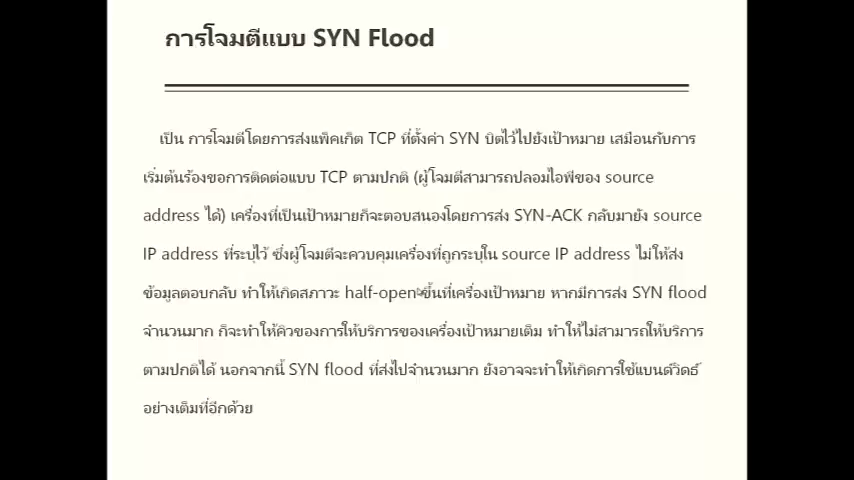 การโจมตีแบบ SYN Flood
เป็น การโจมตีโดยการส่งแพ็คเก็ต TCP ที่ตั้งค่า SYN บิตไว้ไปยังเป้าหมาย เสมือนกับการ
เริ่มต้นร้องขอการติดต่อแบบ TCP ตามปกติ (ผู้โจมตีสามารถปลอมไอพีของ source
address ได้) เครื่องที่เป็นเป้าหมายก็จะตอบสนองโดยการส่ง SYN-ACK กลับมายัง source
IP address ที่ระบุไว้ ซึ่งผู้โจมตีจะควบคุมเครื่องที่ถูกระบุใน source IP address ไม่ให้ส่ง
ข้อมูลตอบกลับ ทำให้เกิดสภาวะ half-open ขึ้นที่เครื่องเป้าหมาย หากมีการส่ง SYN flood
จำนวนมาก ก็จะทำให้คิวของการให้บริการของเครื่องเป้าหมายเต็ม ทำให้ไม่สามารถให้บริการ
ตามปกติได้ นอกจากนี้ SYN flood ที่ส่งไปจำนวนมาก ยังอาจจะทำให้เกิดการใช้แบนด์วิดธ์
อย่างเต็มที่อีกด้วย